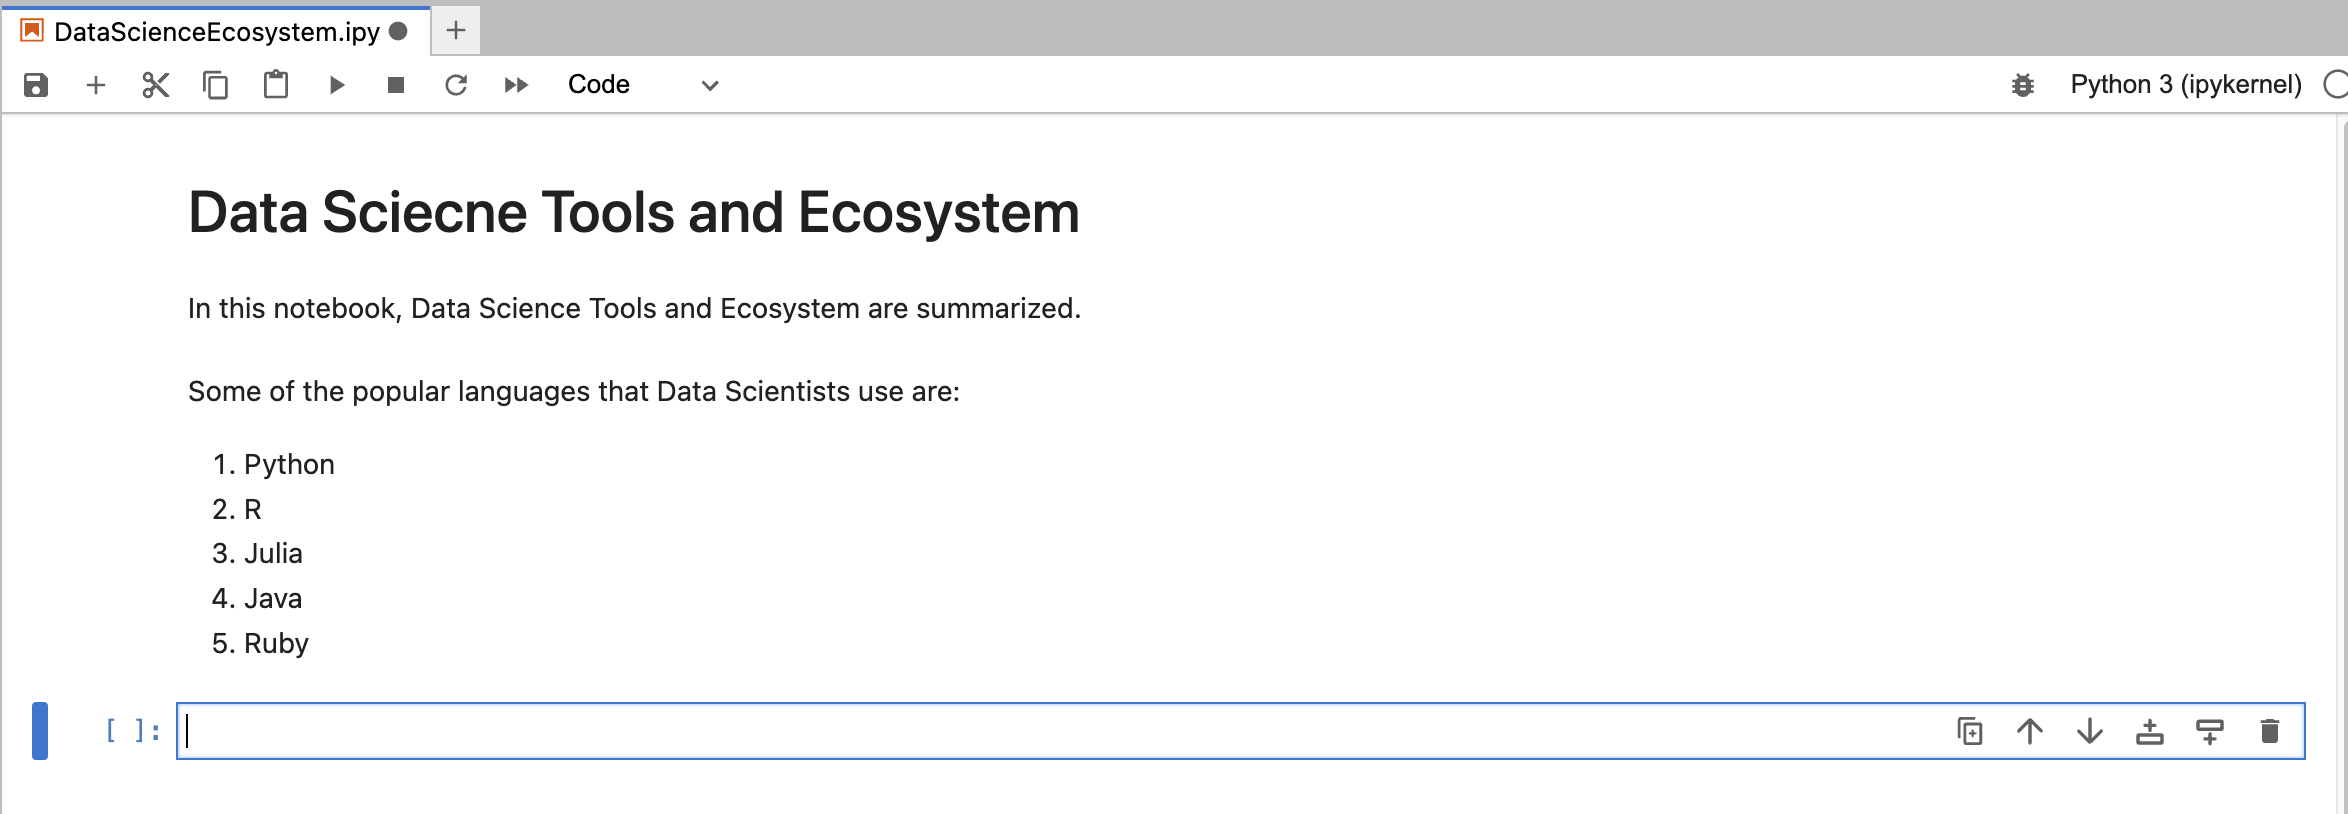 DataScienceEcosystem.ipy
Code
Python 3 (ipykernel)
Data Sciecne Tools and Ecosystem
In this notebook, Data Science Tools and Ecosystem are summarized.
Some of the popular languages that Data Scientists use are:
1. Python
2. R
3. Julia
4. Java
5. Ruby
[ ]: